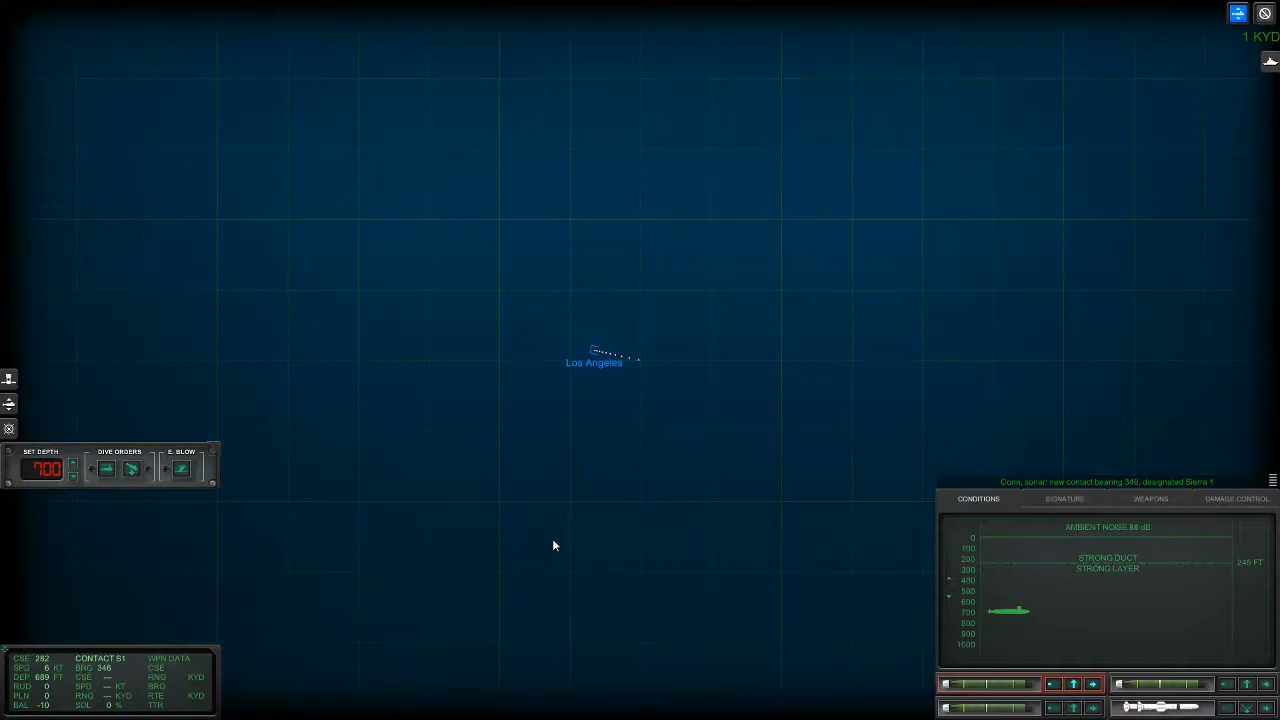 1 KYD
Los Angeles
SET DEPTH
DIVE ORDERS
E. BLOW
700
Conn, sonar: new contact bearing 346, designated Sierra 1
CONDITIONS
SIGNATURE
WEAPONS
DAMAGE CONTROL
AMBIENT NOISE 88 dB
0
100
200
300
400
500
600
700
800
900
1000
STRONG DUCT
STRONG LAYER
245 FT
CSE 282 CONTACT S1 WPN DATA
SPD 6 KT BRG 346 CSE
DEP 689 FT CSE --- RNG KYD
RUD 0 SPD --- KT BRG
PLN 0 RNG --- KYD RTE KYD
BAL -10 SOL 0 % TTR